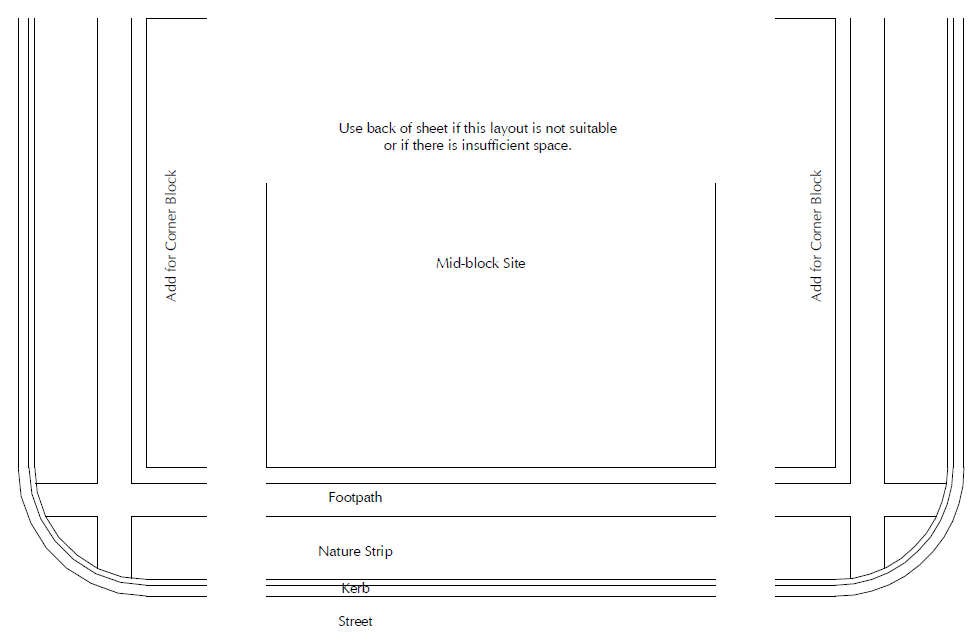 Use back of sheet if this layout is not suitable
or if there is insufficient space.
Add for Corner Block
Add for Corner Block
Mid-block Site
Footpath
Nature Strip
Kerb
Street